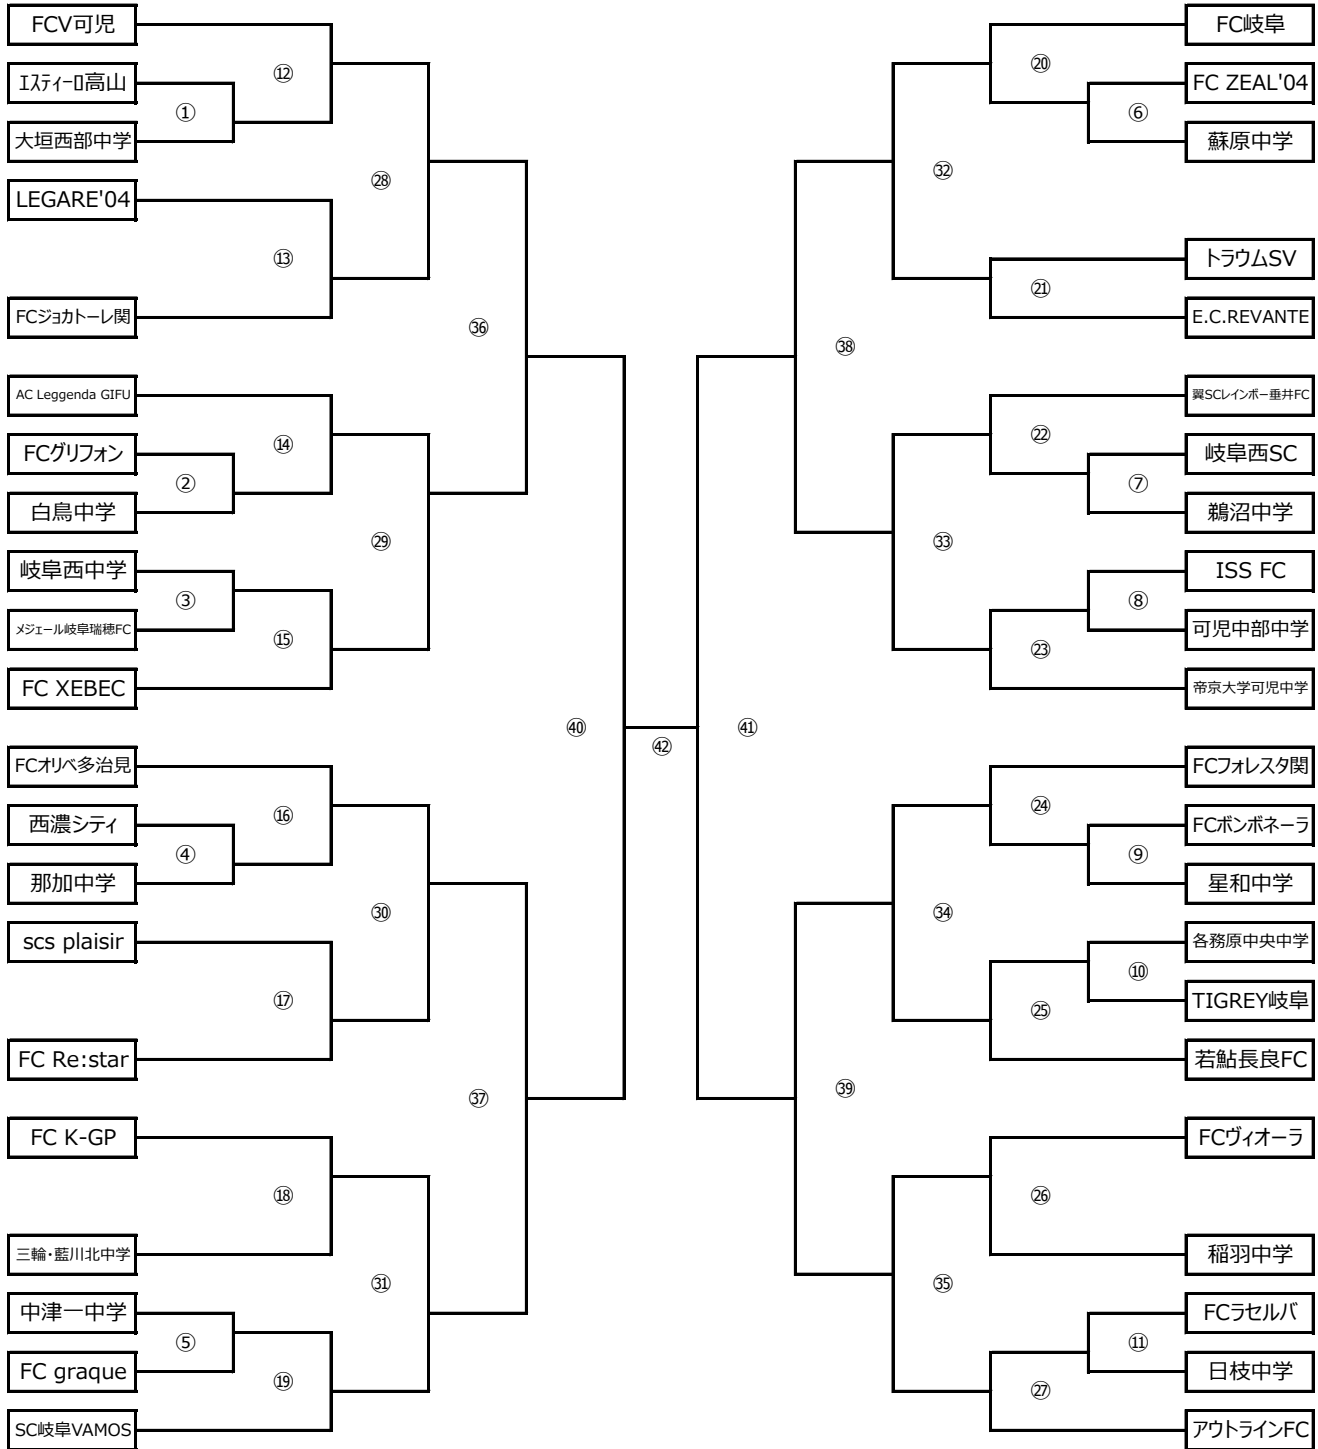 FCV可児
FC岐阜
⑫
⑳
エスティーロ高山
FC ZEAL'04
①
⑥
大垣西部中学
蘇原中学
㉘
㉜
LEGARE'04
⑬
トラウムSV
㉑
FCジョカトーレ関
E.C.REVANTE
㊱
㊳
AC Leggenda GIFU
翼SCレインボー垂井FC
⑭
㉒
FCグリフォン
岐阜西SC
②
⑦
白鳥中学
鵜沼中学
㉙
㉝
岐阜西中学
ISS FC
③
⑧
メジェール岐阜瑞穂FC
可児中部中学
⑮
㉓
FC XEBEC
帝京大学可児中学
㊵
㊷
㊶
FCオリベ多治見
FCフォレスタ関
⑯
㉔
西濃シティ
FCボンボネーラ
④
⑨
那加中学
星和中学
㉚
㉞
scs plaisir
各務原中央中学
⑩
⑰
TIGREY岐阜
㉕
FC Re:star
若鮎長良FC
㊲
㊴
FC K-GP
FCヴィオーラ
⑱
㉖
三輪・藍川北中学
稲羽中学
㉛
㉟
中津一中学
FCラセルバ
⑤
⑪
FC graque
日枝中学
⑲
㉗
SC岐阜VAMOS
アウトラインFC